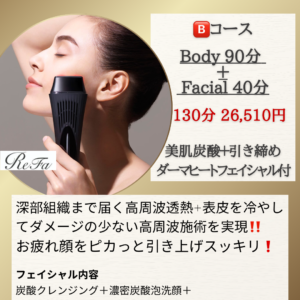 🅱コース
Body 90分
+
Facial 40分
130分 26,510円
美肌炭酸+引き締め
ダーマヒートフェイシャル付
ReFa
深部組織まで届く高周波透熱+表皮を冷やし
てダメージの少ない高周波施術を実現‼
お疲れ顔をピカっと引き上げスッキリ❗
フェイシャル内容
炭酸クレンジング+濃密炭酸泡洗顔+